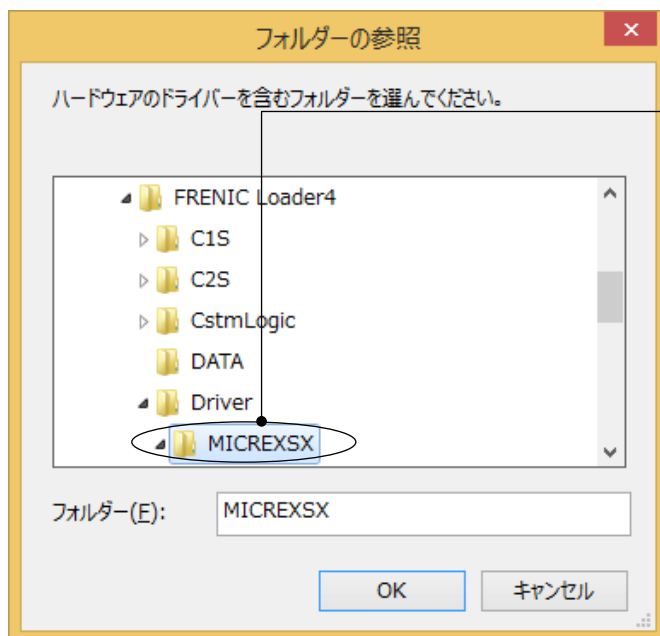 フォルダーの参照
ハードウェアのドライバーを含むフォルダーを選んでください。
FRENIC Loader4
C1S
C2S
CstmLogic
DATA
Driver
MICREXSX
フォルダー(F): MICREXSX
OK キャンセル